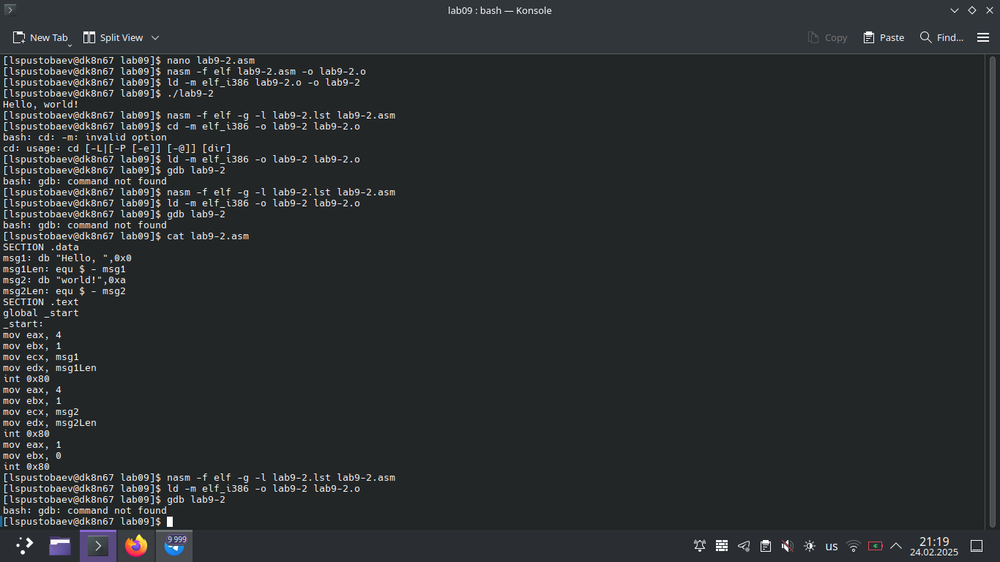 lab09 : bash — Konsole
New Tab
Split View
Copy
Paste
Find...
[lspustobaev@dk8n67 lab09]$ nano lab9-2.asm
[lspustobaev@dk8n67 lab09]$ nasm -f elf lab9-2.asm -o lab9-2.o
[lspustobaev@dk8n67 lab09]$ ld -m elf_i386 lab9-2.o -o lab9-2
[lspustobaev@dk8n67 lab09]$ ./lab9-2
Hello, world!
[lspustobaev@dk8n67 lab09]$ nasm -f elf -g -l lab9-2.lst lab9-2.asm
[lspustobaev@dk8n67 lab09]$ cd -m elf_i386 -o lab9-2 lab9-2.o
bash: cd: -m: invalid option
cd: usage: cd [-L|[-P [-e]] [-@]] [dir]
[lspustobaev@dk8n67 lab09]$ ld -m elf_i386 -o lab9-2 lab9-2.o
[lspustobaev@dk8n67 lab09]$ gdb lab9-2
bash: gdb: command not found
[lspustobaev@dk8n67 lab09]$ nasm -f elf -g -l lab9-2.lst lab9-2.asm
[lspustobaev@dk8n67 lab09]$ ld -m elf_i386 -o lab9-2 lab9-2.o
[lspustobaev@dk8n67 lab09]$ gdb lab9-2
bash: gdb: command not found
[lspustobaev@dk8n67 lab09]$ cat lab9-2.asm
SECTION .data
msg1: db "Hello, ",0x0
msg1Len: equ $ - msg1
msg2: db "world!",0xa
msg2Len: equ $ - msg2
SECTION .text
global _start
_start:
mov eax, 4
mov ebx, 1
mov ecx, msg1
mov edx, msg1Len
int 0x80
mov eax, 4
mov ebx, 1
mov ecx, msg2
mov edx, msg2Len
int 0x80
mov eax, 1
mov ebx, 0
int 0x80
[lspustobaev@dk8n67 lab09]$ nasm -f elf -g -l lab9-2.lst lab9-2.asm
[lspustobaev@dk8n67 lab09]$ ld -m elf_i386 -o lab9-2 lab9-2.o
[lspustobaev@dk8n67 lab09]$ gdb lab9-2
bash: gdb: command not found
[lspustobaev@dk8n67 lab09]$
9 999
us
21:19
24.02.2025